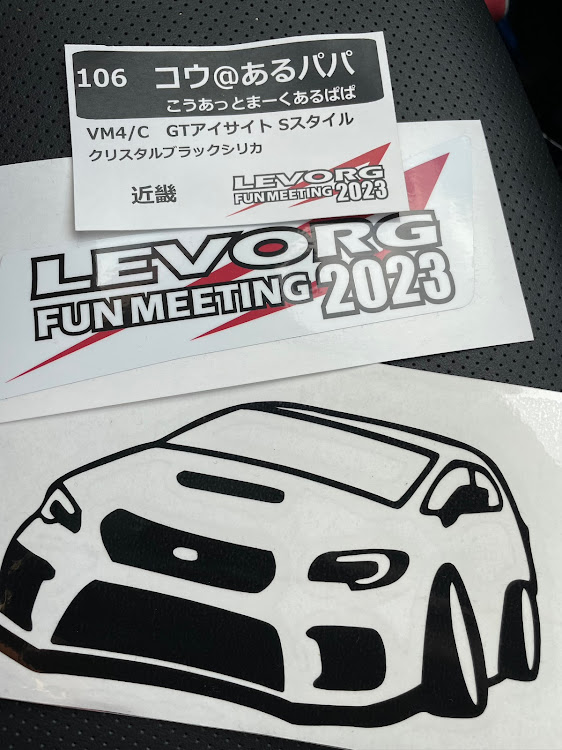 106 コウ@あるパパ
こうあっとまーくあるぱぱ
VM4/C GTアイサイト Sスタイル
クリスタルブラックシリカ
近畿
LEVORG
FUN MEETING 2023
LEVORG
FUN MEETING 2023